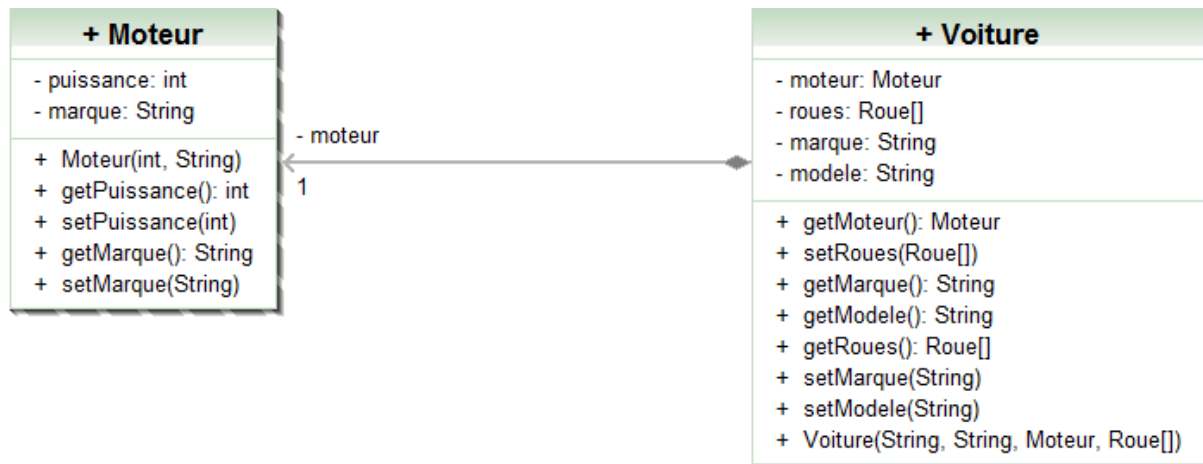 + Moteur
- puissance: int
- marque: String
+ Moteur(int, String)
+ getPuissance(): int
+ setPuissance(int)
+ getMarque(): String
+ setMarque(String)
- moteur
1
+ Voiture
- moteur: Moteur
- roues: Roue[]
- marque: String
- modele: String
+ getMoteur(): Moteur
+ setRoues(Roue[])
+ getMarque(): String
+ getModele(): String
+ getRoues(): Roue[]
+ setMarque(String)
+ setModele(String)
+ Voiture(String, String, Moteur, Roue[])